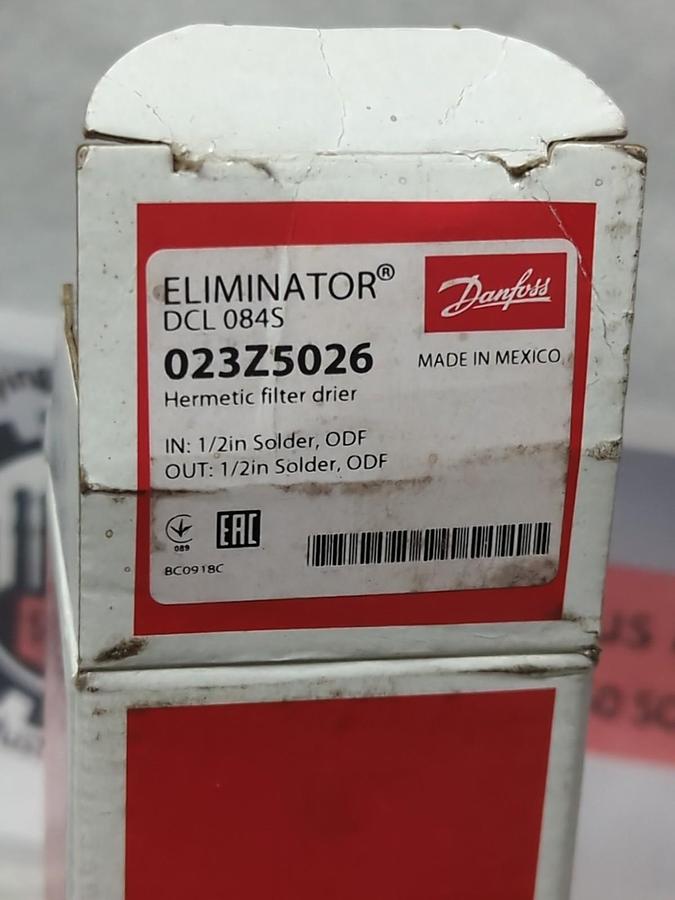 ELIMINATOR®
Danfoss
DCL 084S
023Z5026
MADE IN MEXICO
Hermetic filter drier
IN: 1/2in Solder, ODF
OUT: 1/2in Solder, ODF
089
EAC
BC0918C
US